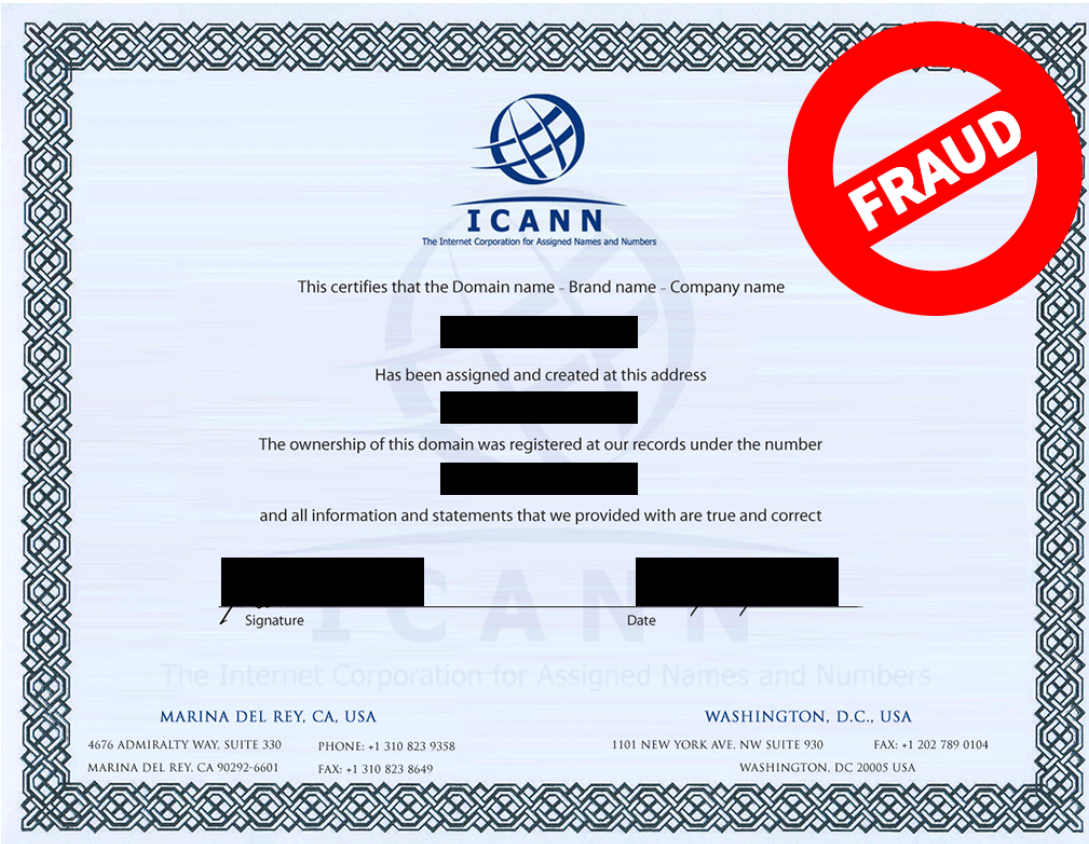 FRAUD
ICANN
The Internet Corporation for Assigned Names and Numbers
This certifies that the Domain name - Brand name - Company name
Has been assigned and created at this address
The ownership of this domain was registered at our records under the number
and all information and statements that we provided with are true and correct
Signature
Date
ICANN
The Internet Corporation for Assigned Names and Numbers
MARINA DEL REY, CA, USA
4676 ADMIRALTY WAY, SUITE 330
PHONE: +1 310 823 9358
MARINA DEL REY, CA 90292-6601
FAX: +1 310 823 8649
WASHINGTON, D.C., USA
1101 NEW YORK AVE, NW SUITE 930
FAX: +1 202 789 0104
WASHINGTON, DC 20005 USA